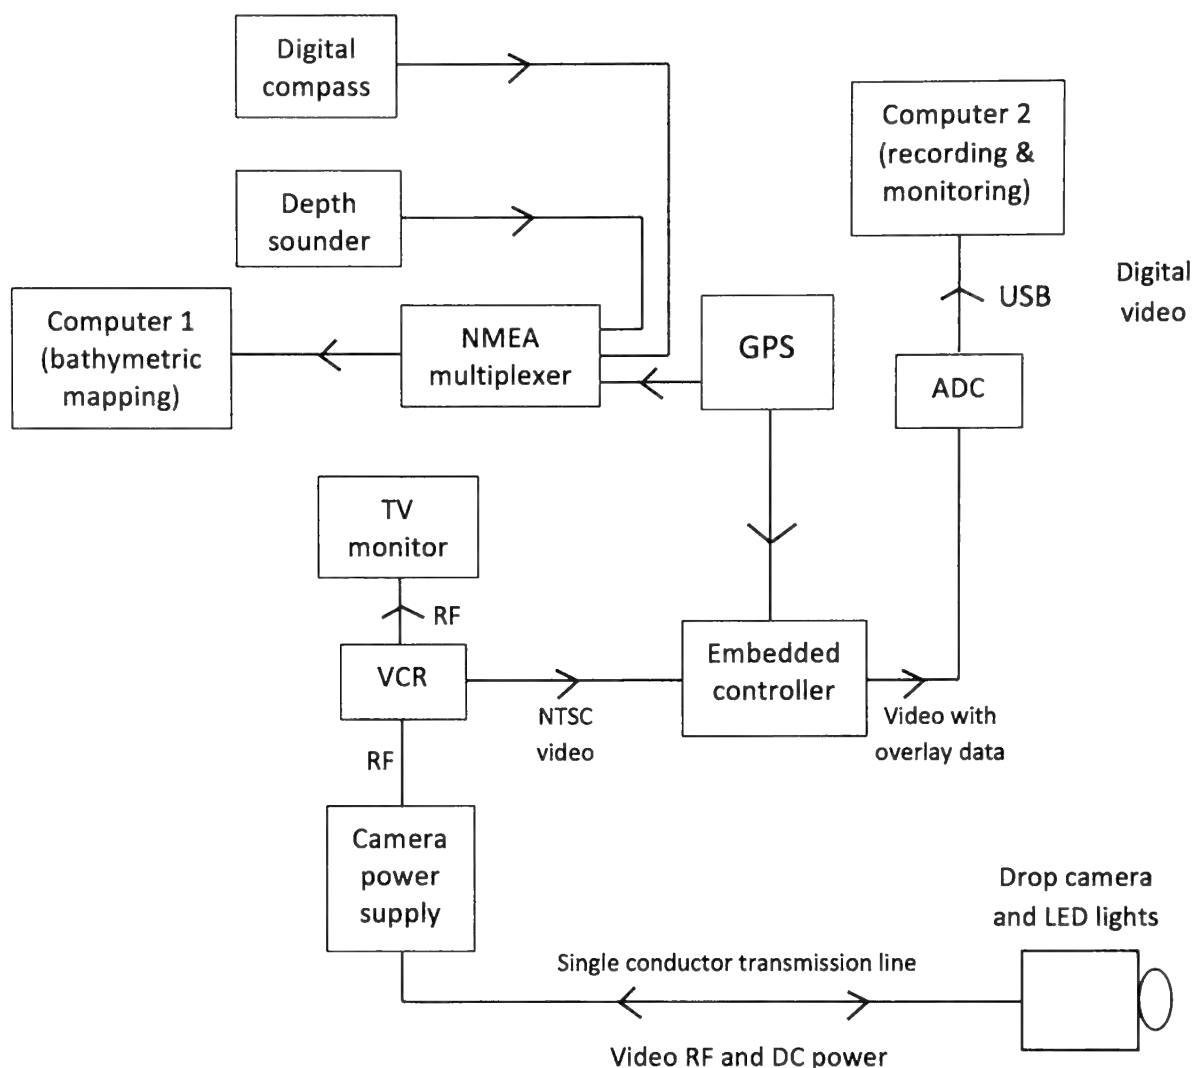 Digital
compass
Depth
sounder
Computer 1
(bathymetric
mapping)
NMEA
multiplexer
GPS
Computer 2
(recording &
monitoring)
USB
Digital
video
ADC
TV
monitor
RF
VCR
NTSC
video
Embedded
controller
Video with
overlay data
RF
Camera
power
supply
Drop camera
and LED lights
Single conductor transmission line
Video RF and DC power